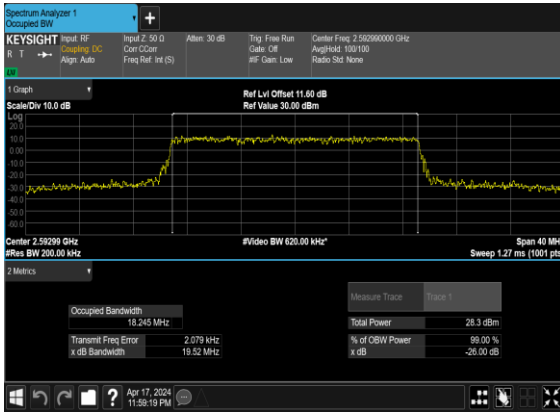 Spectrum Analyzer 1
Occupied BW
+
KEYSIGHT Input: RF Input Z: 50 Ω Atten: 30 dB Trig: Free Run Center Freq: 2.592990000 GHz
R T Coupling: DC Corr CCorr Gate: Off Avg|Hold: 100/100
Align: Auto Freq Ref: Int (S) #IF Gain: Low Radio Std: None
LW
1 Graph
Ref Lvl Offset 11.60 dB
Scale/Div 10.0 dB Ref Value 30.00 dBm
Log
20.0
10.0
0.00
-10.0
-20.0
-30.0
-40.0
-50.0
-60.0
Center 2.59299 GHz #Video BW 620.00 kHz* Span 40 MH
#Res BW 200.00 kHz Sweep 1.27 ms (1001 pts
2 Metrics
Measure Trace Trace 1
Occupied Bandwidth
18.245 MHz Total Power 28.3 dBm
Transmit Freq Error 2.079 kHz % of OBW Power 99.00 %
x dB Bandwidth 19.52 MHz x dB -26.00 dB
? Apr 17, 2024
11:59:19 PM